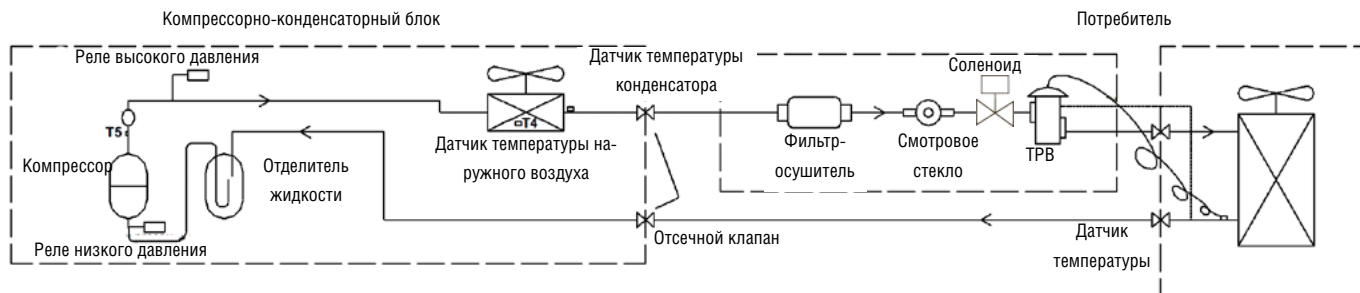 Компрессорно-конденсаторный блок
Потребитель
Реле высокого давления
Датчик температуры
конденсатора
Соленоид
T5
T4
Компрессор
Отделитель
жидкости
Датчик температуры на-
ружного воздуха
Фильтр-
осушитель
Смотровое
стекло
ТРВ
Реле низкого давления
Отсечной клапан
Датчик
температуры